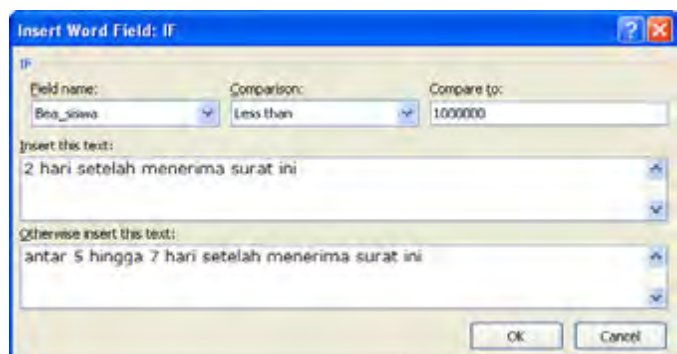 Insert Word Field: IF
IF
Field name: Comparison: Compare to:
Bea_siswa Less than 1000000
Insert this text:
2 hari setelah menerima surat ini
Otherwise insert this text:
antar 5 hingga 7 hari setelah menerima surat ini
OK Cancel